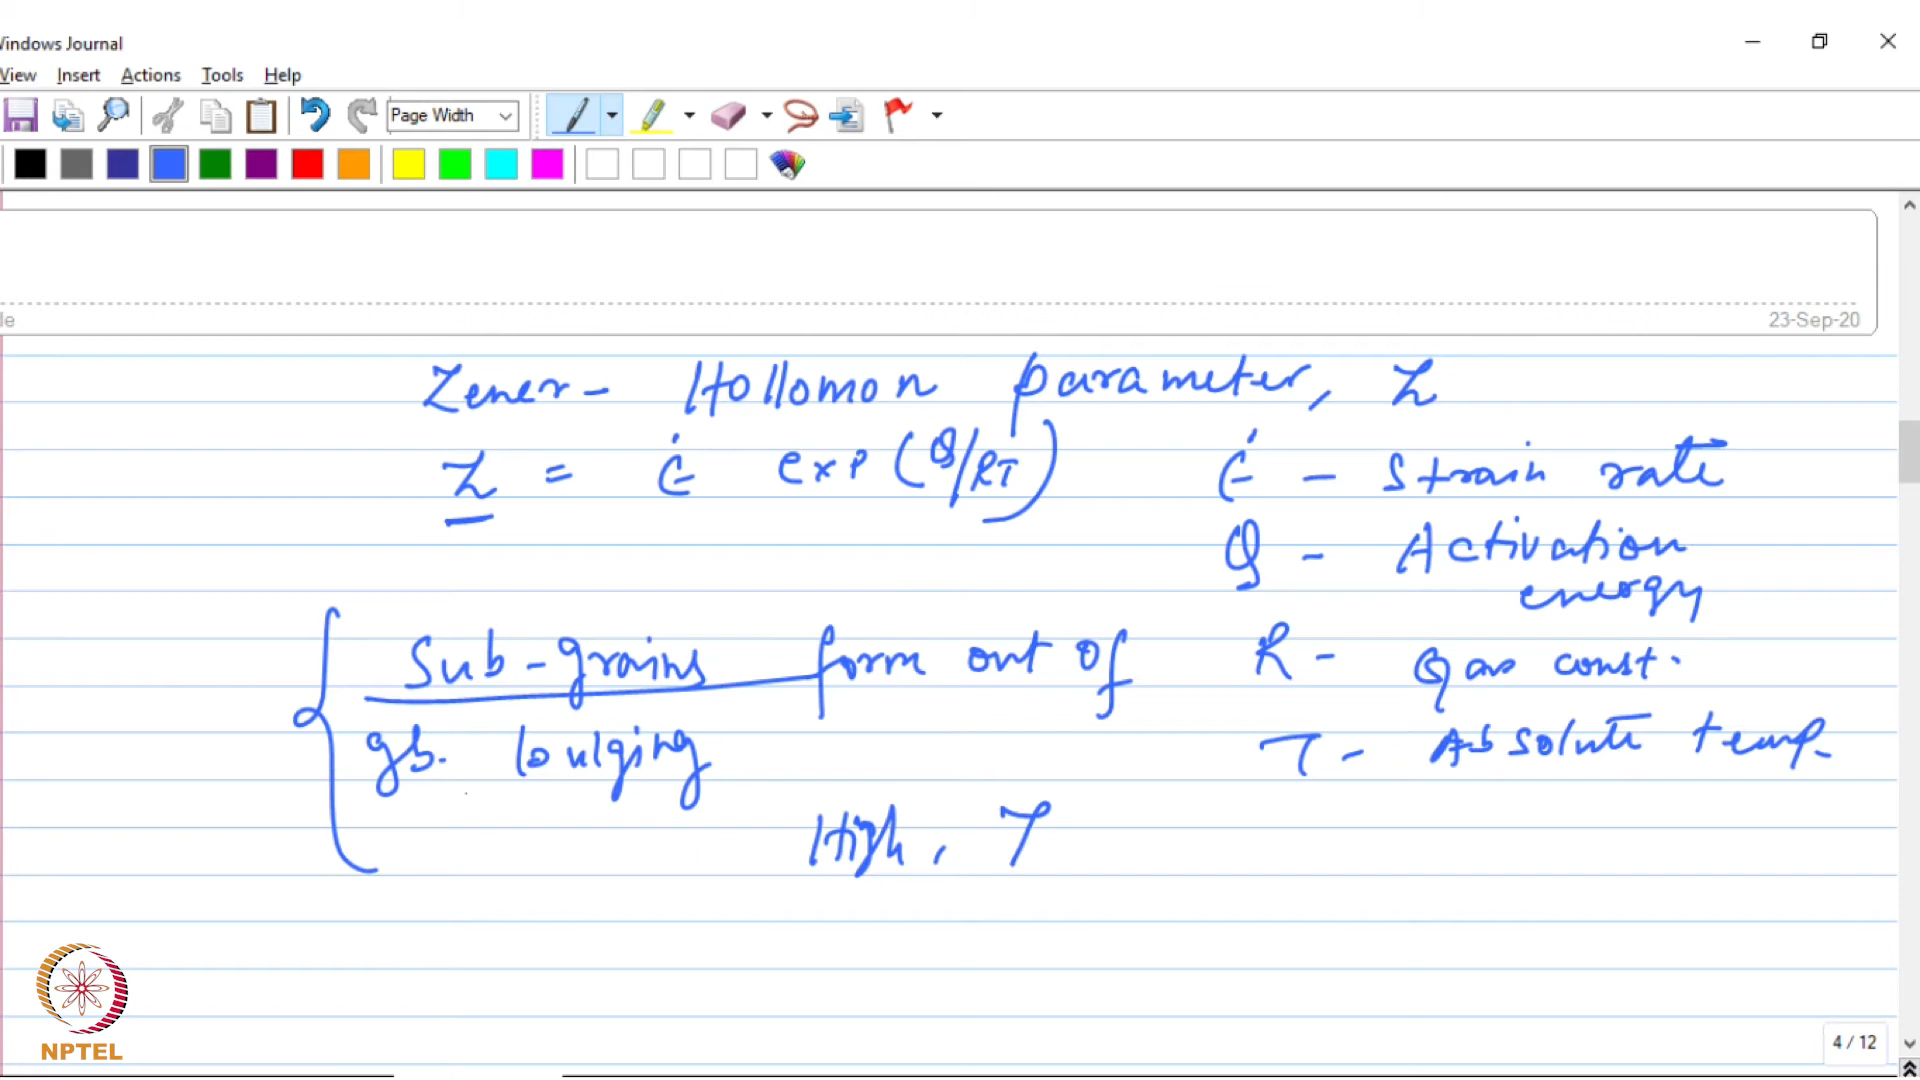 Windows Journal
View Insert Actions Tools Help
Page Width
le
23-Sep-20
Zener - Hollomon parameter, Z
Z = ε̇ exp (Q/RT)
ε̇ - Strain rate
Q - Activation
energy
Sub-grains form out of
R - Gas const.
gb. bulging
T - Absolute temp.
High, T
NPTEL
4 / 12